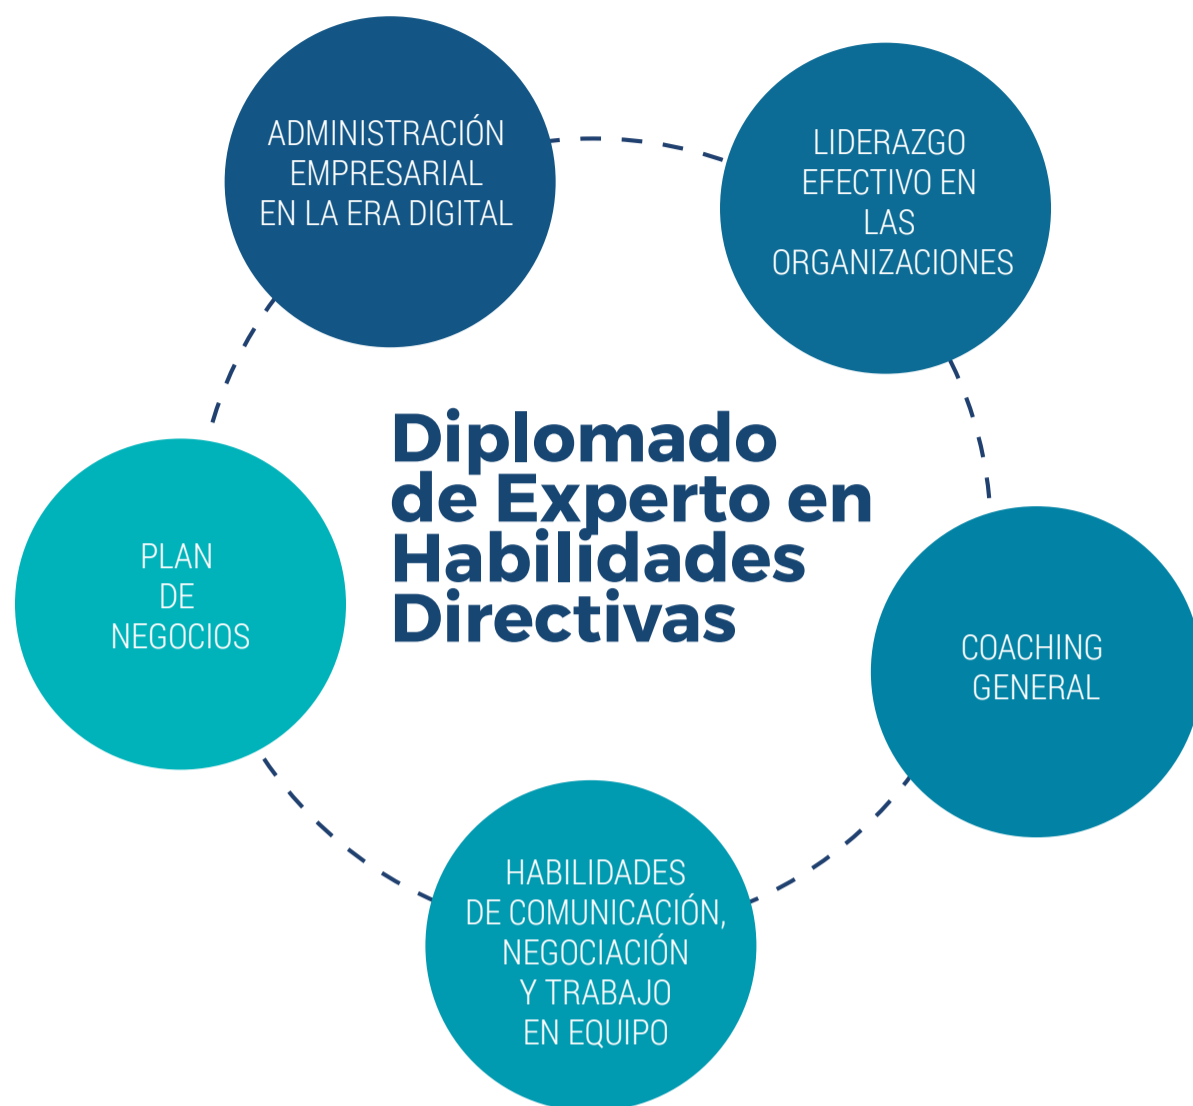 ADMINISTRACIÓN
EMPRESARIAL
EN LA ERA DIGITAL
LIDERAZGO
EFECTIVO EN
LAS
ORGANIZACIONES
Diplomado
de Experto en
Habilidades
Directivas
PLAN
DE
NEGOCIOS
COACHING
GENERAL
HABILIDADES
DE COMUNICACIÓN,
NEGOCIACIÓN
Y TRABAJO
EN EQUIPO